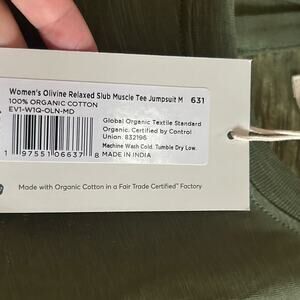 Women's Olivine Relaxed Slub Muscle Tee Jumpsuit M 631
100% ORGANIC COTTON
EV1-W1Q-OLN-MD
Global Organic Textile Standard
Organic. Certified by Control
Union. 832196
Machine Wash Cold. Tumble Dry Low.
MADE IN INDIA
1 97551 06637 8
Made with Organic Cotton in a Fair Trade Certified™ Factory